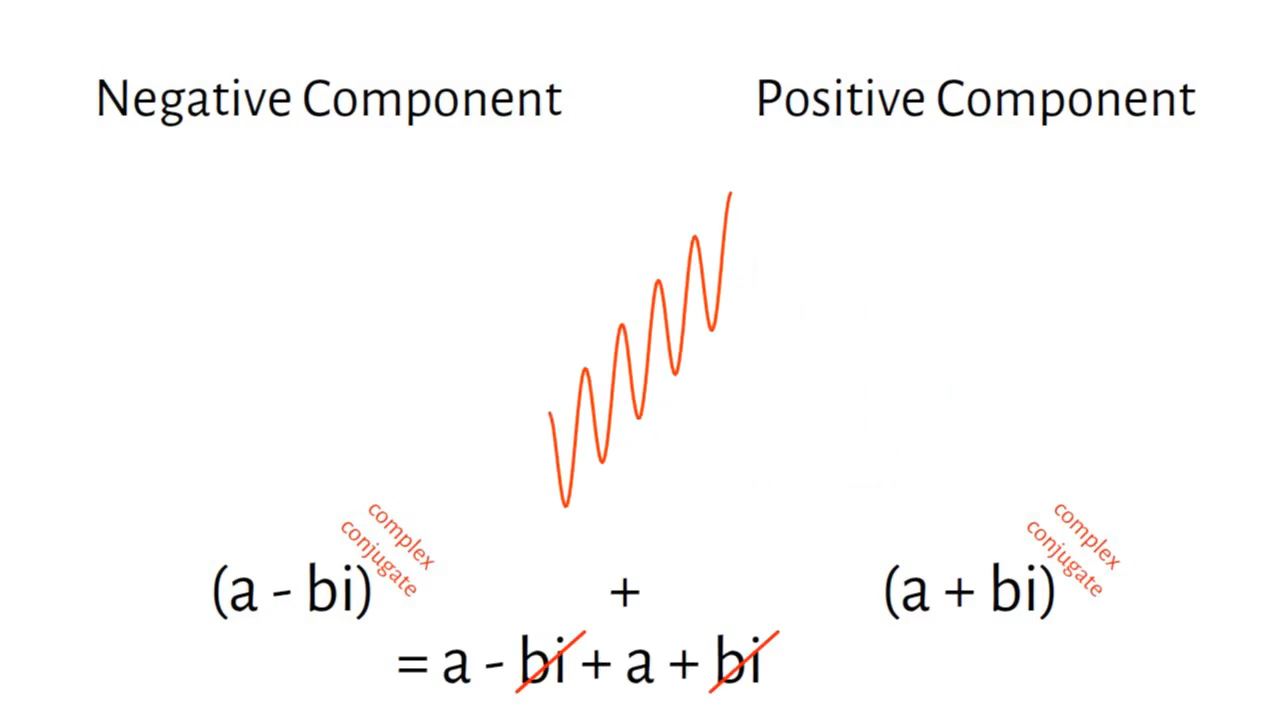 Negative Component
Positive Component
complex
conjugate
complex
conjugate
(a - bi) + (a + bi)
= a - bi + a + bi